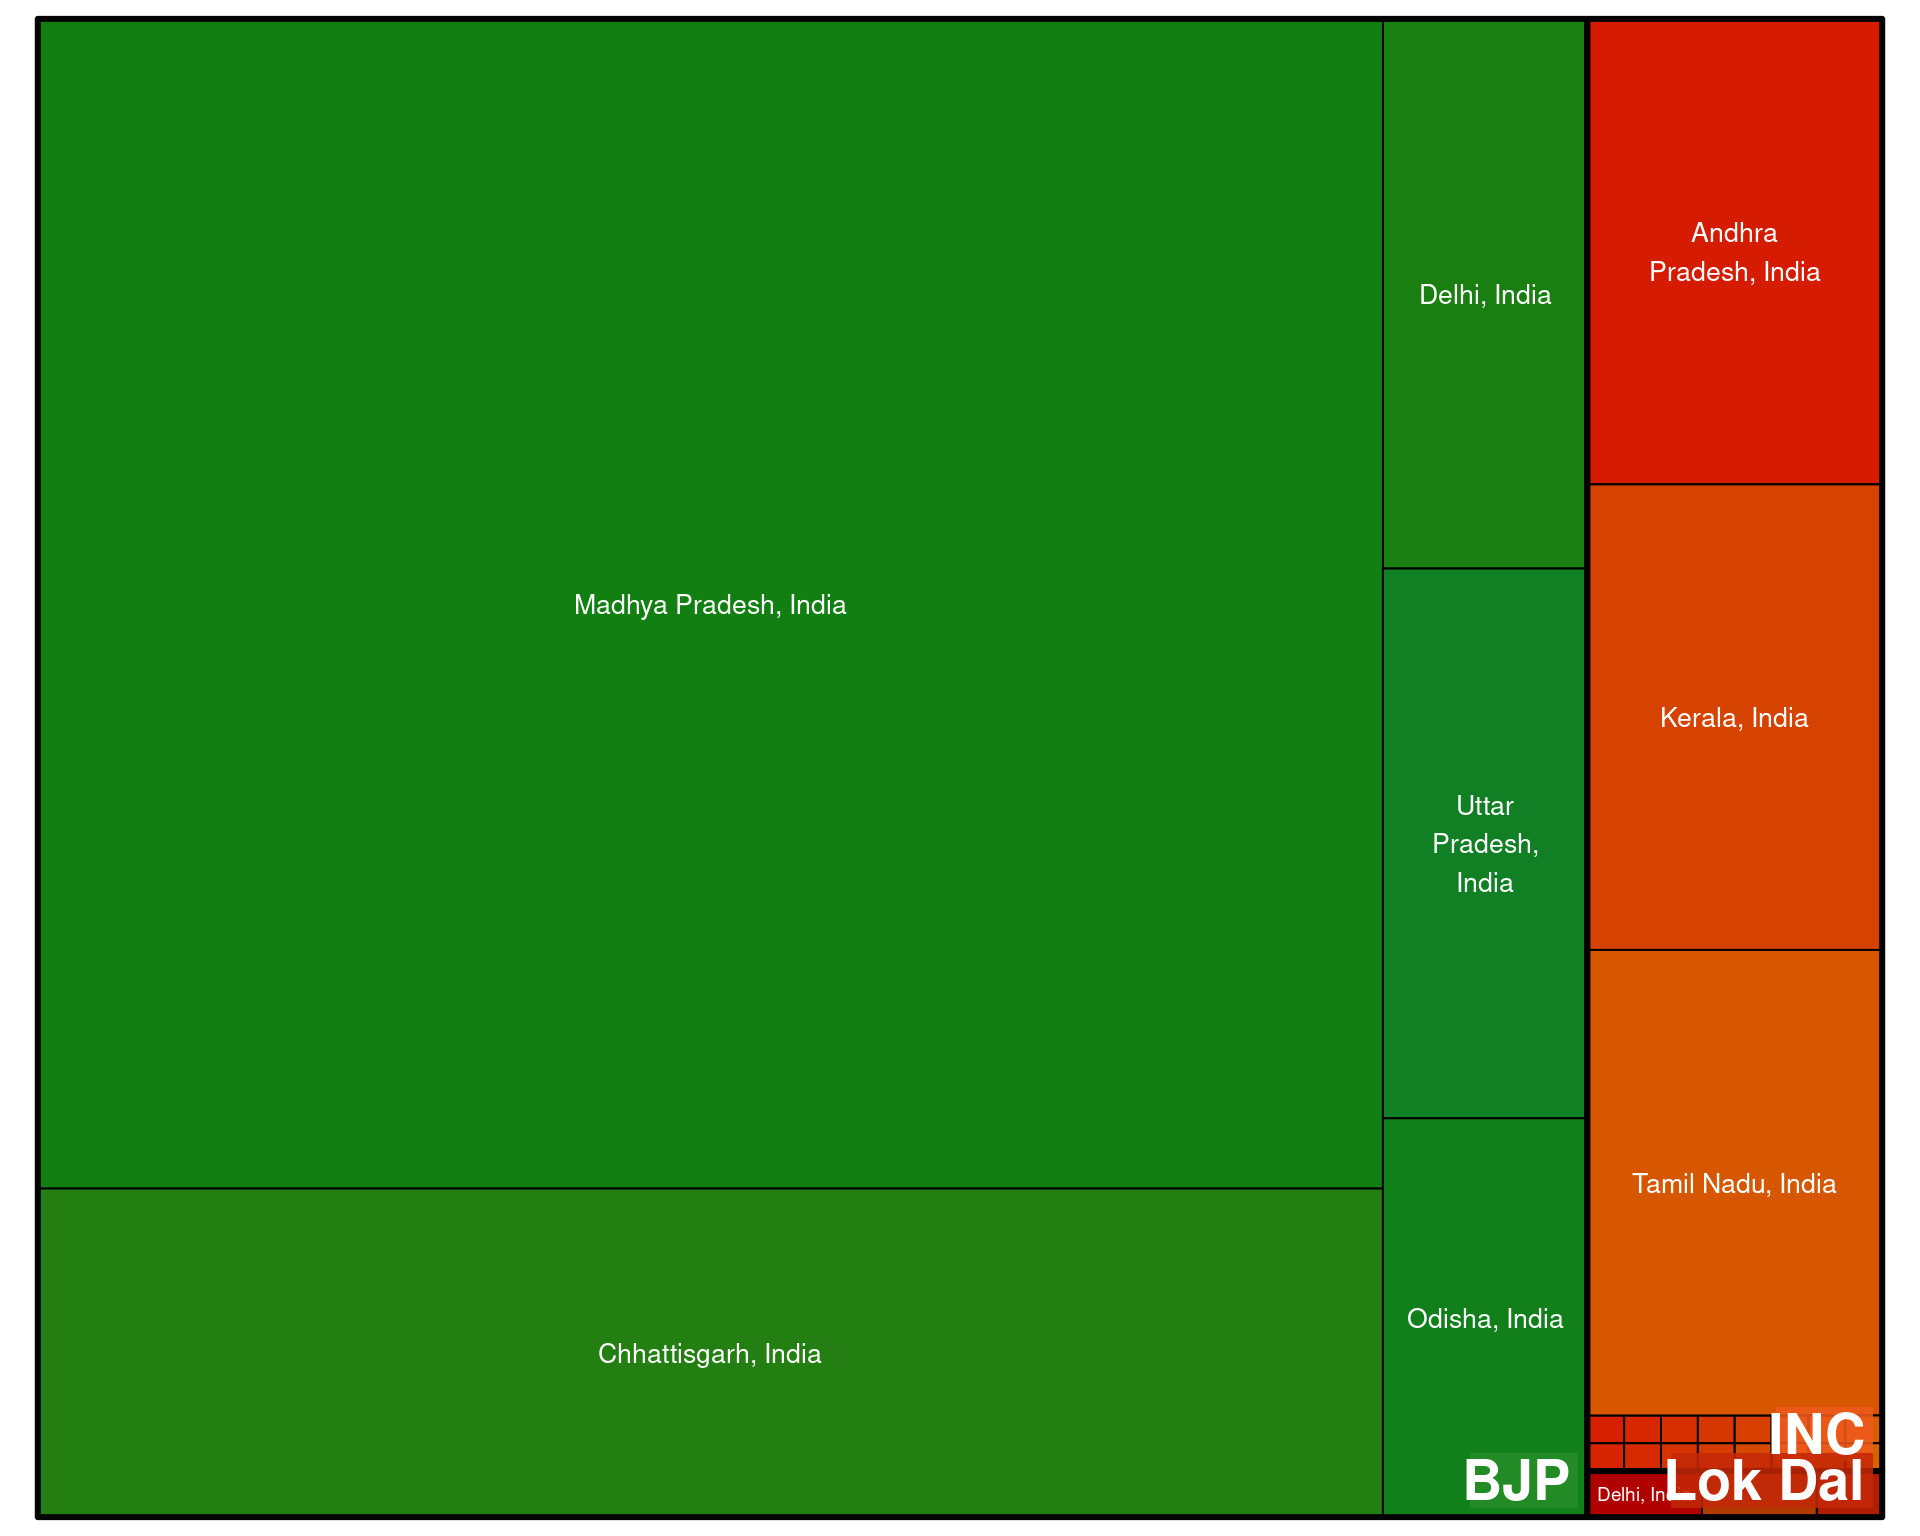 Madhya Pradesh, India
Chhattisgarh, India
Delhi, India
Uttar
Pradesh,
India
Odisha, India
BJP
Andhra
Pradesh, India
Kerala, India
Tamil Nadu, India
INC
Delhi,
Lok Dal